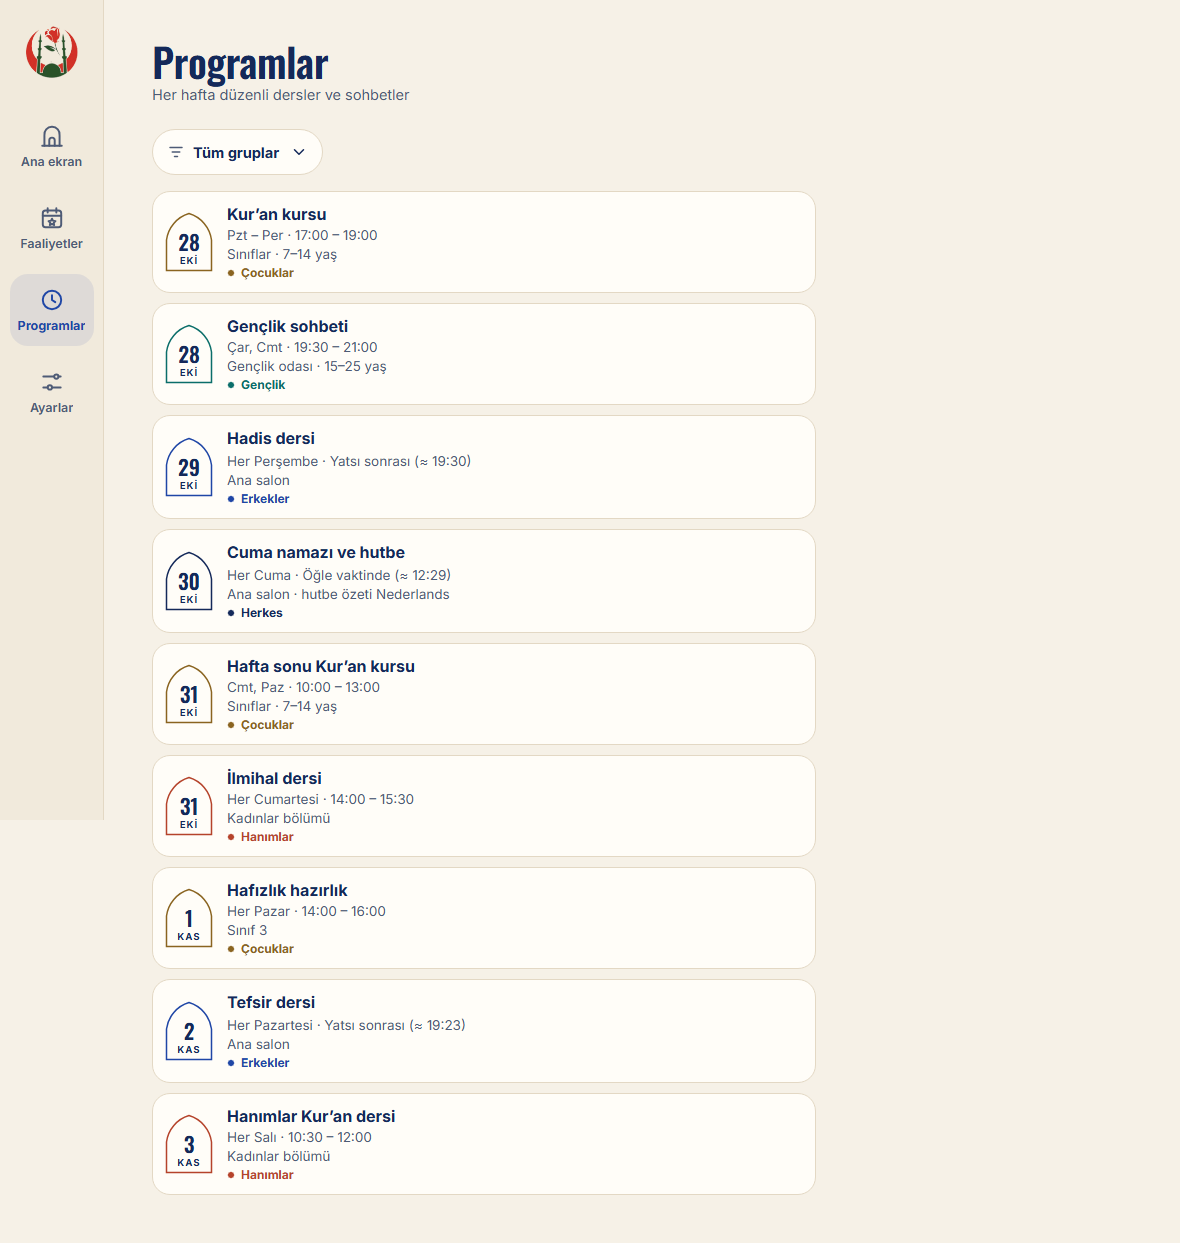 Programlar
Her hafta düzenli dersler ve sohbetler
Ana ekran
Faaliyetler
Programlar
Ayarlar
Tüm gruplar
28
EKİ
Kur’an kursu
Pzt – Per · 17:00 – 19:00
Sınıflar · 7–14 yaş
Çocuklar
28
EKİ
Gençlik sohbeti
Çar, Cmt · 19:30 – 21:00
Gençlik odası · 15–25 yaş
Gençlik
29
EKİ
Hadis dersi
Her Perşembe · Yatsı sonrası (≈ 19:30)
Ana salon
Erkekler
30
EKİ
Cuma namazı ve hutbe
Her Cuma · Öğle vaktinde (≈ 12:29)
Ana salon · hutbe özeti Nederlands
Herkes
31
EKİ
Hafta sonu Kur’an kursu
Cmt, Paz · 10:00 – 13:00
Sınıflar · 7–14 yaş
Çocuklar
31
EKİ
İlmihal dersi
Her Cumartesi · 14:00 – 15:30
Kadınlar bölümü
Hanımlar
1
KAS
Hafızlık hazırlık
Her Pazar · 14:00 – 16:00
Sınıf 3
Çocuklar
2
KAS
Tefsir dersi
Her Pazartesi · Yatsı sonrası (≈ 19:23)
Ana salon
Erkekler
3
KAS
Hanımlar Kur’an dersi
Her Salı · 10:30 – 12:00
Kadınlar bölümü
Hanımlar